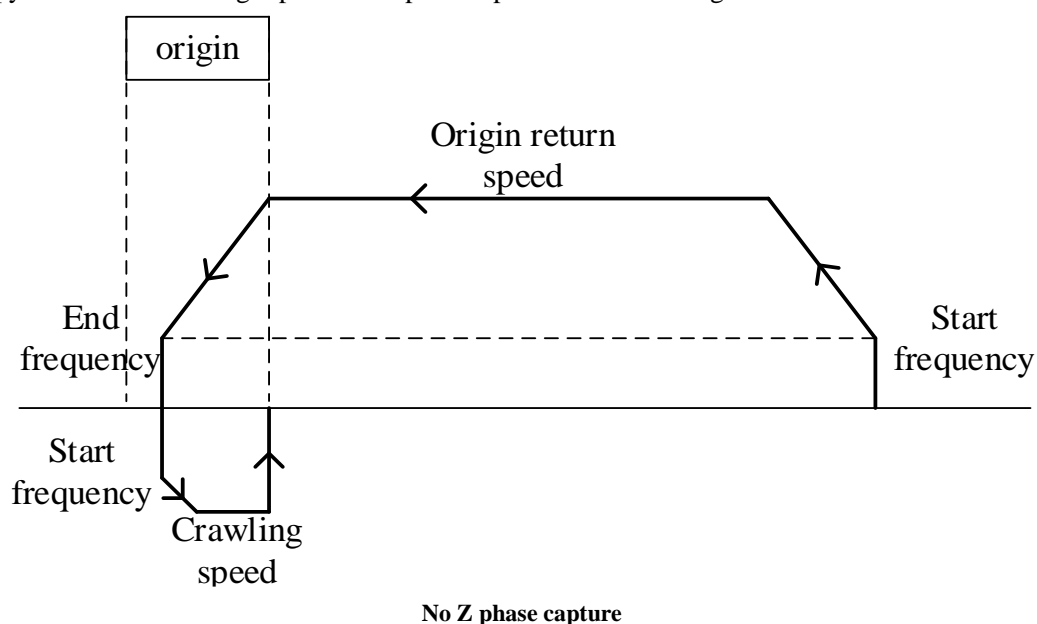 origin
Origin return
speed
End
frequency
Start
frequency
Start
frequency
Crawling
speed
No Z phase capture